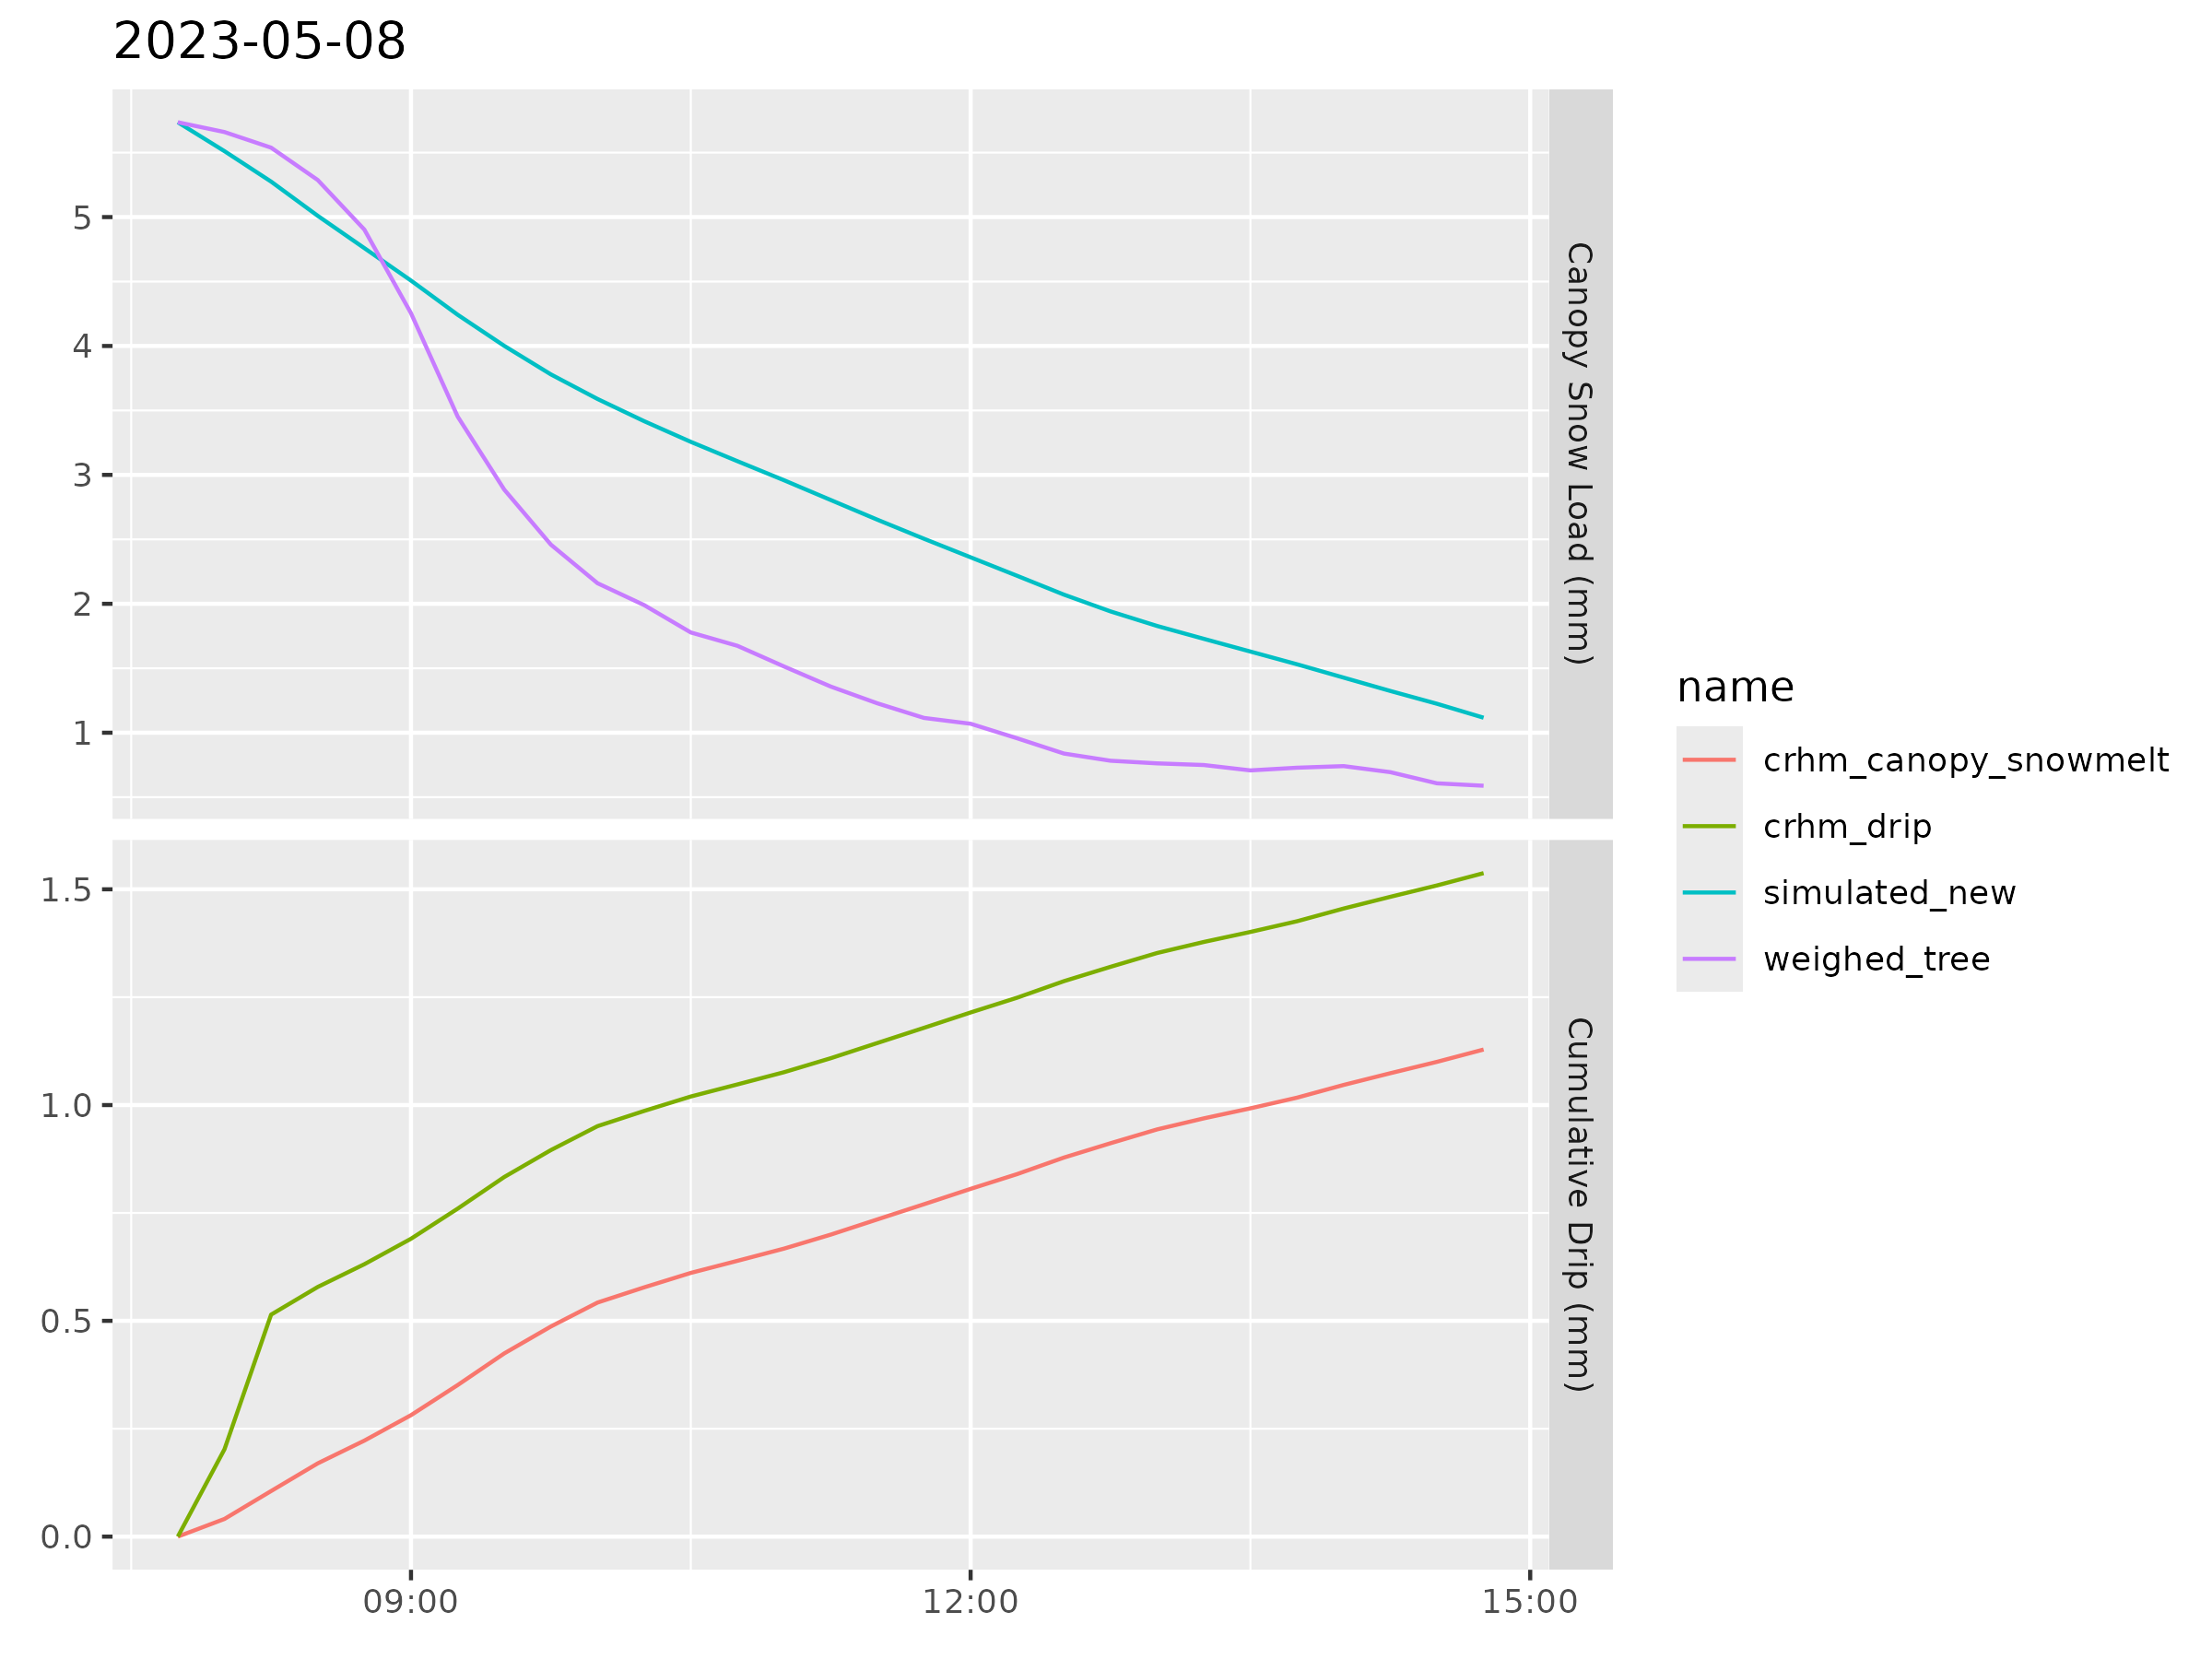 2023-05-08
5
4
3
2
1
Canopy Snow Load (mm)
1.5
1.0
0.5
0.0
Cumulative Drip (mm)
09:00
12:00
15:00
name
crhm_canopy_snowmelt
crhm_drip
simulated_new
weighed_tree